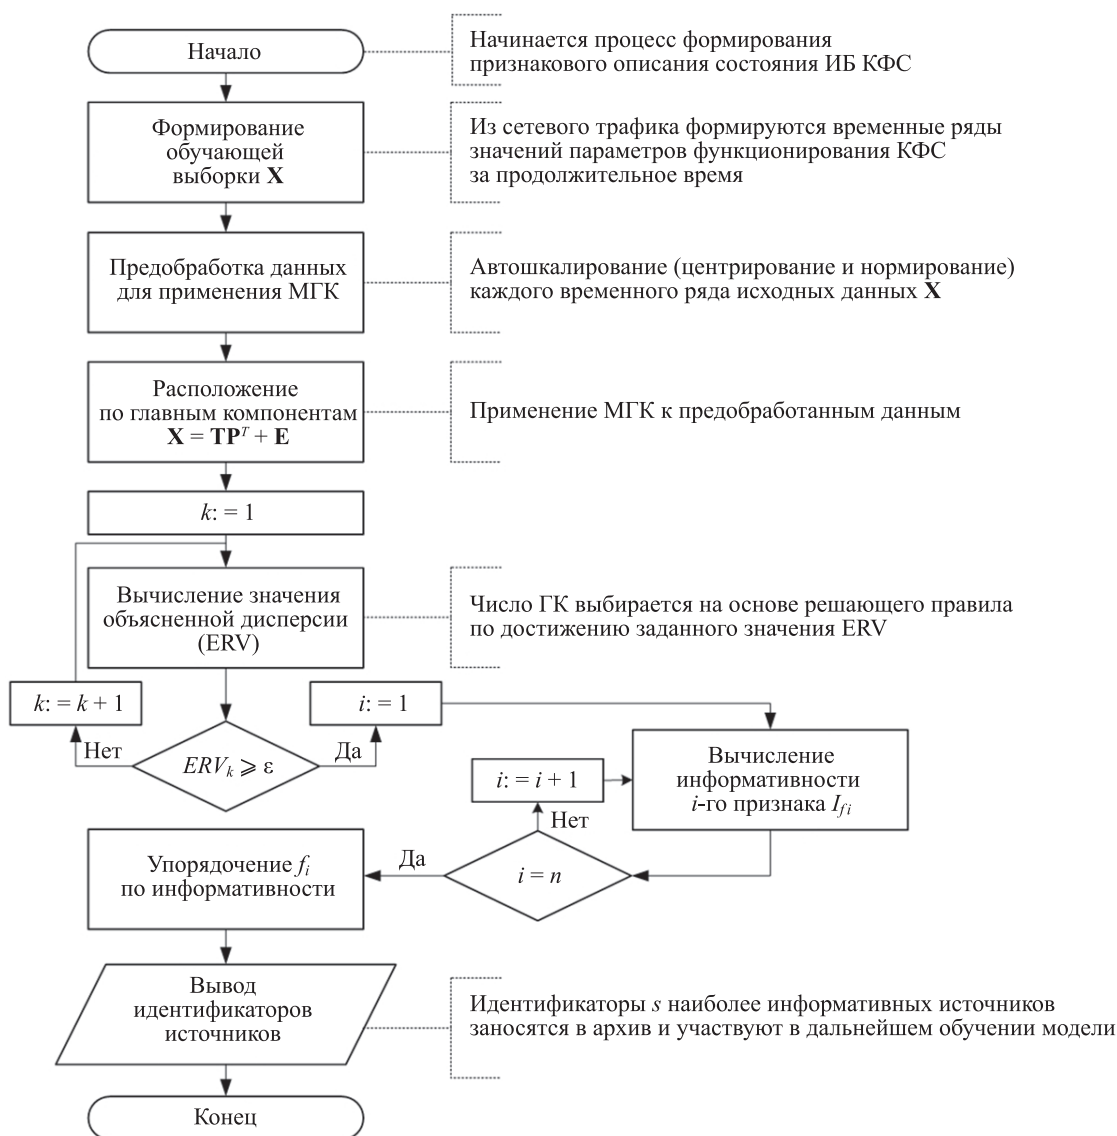 Начало
Начинается процесс формирования
признакового описания состояния ИБ КФС
Формирование
обучающей
выборки X
Из сетевого трафика формируются временные ряды
значений параметров функционирования КФС
за продолжительное время
Предобработка данных
для применения МГК
Автошкалирование (центрирование и нормирование)
каждого временного ряда исходных данных X
Расположение
по главным компонентам
X = TPᵀ + E
Применение МГК к предобработанным данным
k: = 1
Вычисление значения
объясненной дисперсии
(ERV)
Число ГК выбирается на основе решающего правила
по достижению заданного значения ERV
k: = k + 1
i: = 1
Нет
ERVₖ ⩾ ε
Да
Вычисление
информативности
i-го признака I_fi
i: = i + 1
Нет
i = n
Да
Упорядочение fᵢ
по информативности
Вывод
идентификаторов
источников
Идентификаторы s наиболее информативных источников
заносятся в архив и участвуют в дальнейшем обучении модели
Конец